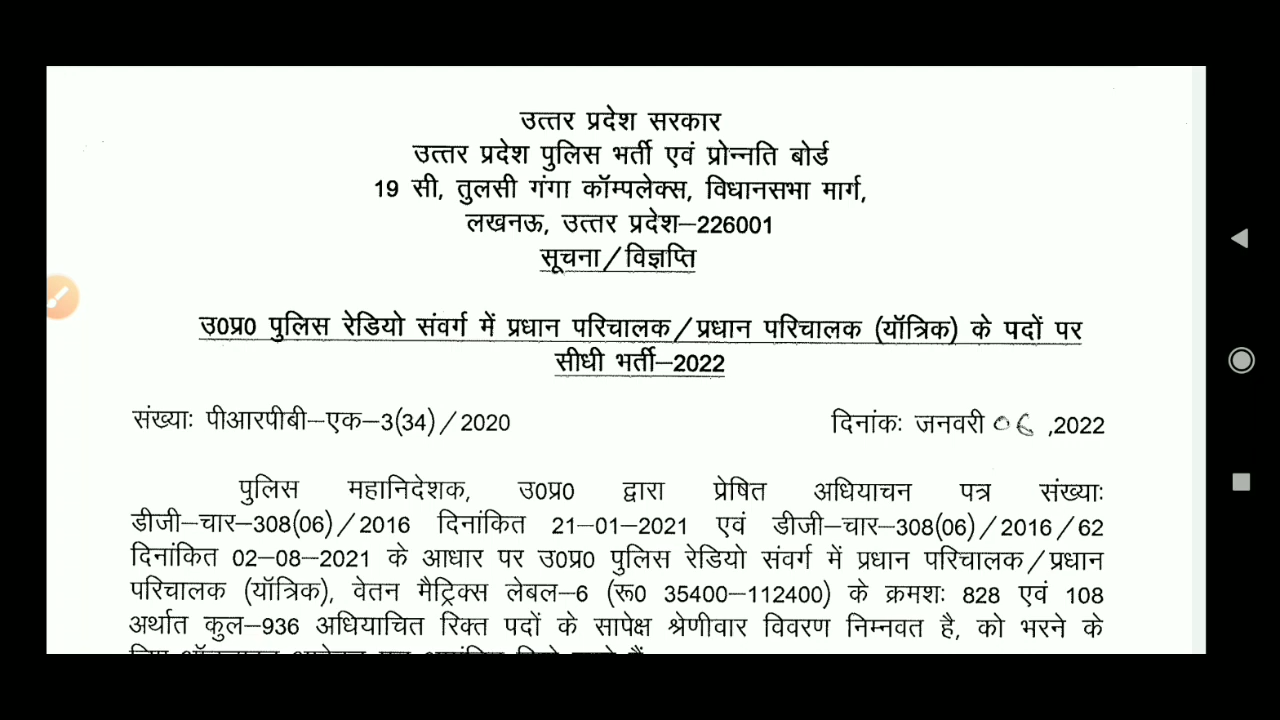 उत्तर प्रदेश सरकार
उत्तर प्रदेश पुलिस भर्ती एवं प्रोन्नति बोर्ड
19 सी, तुलसी गंगा कॉम्पलेक्स, विधानसभा मार्ग,
लखनऊ, उत्तर प्रदेश–226001
सूचना/विज्ञप्ति
उ0प्र0 पुलिस रेडियो संवर्ग में प्रधान परिचालक/प्रधान परिचालक (यॉत्रिक) के पदों पर
सीधी भर्ती–2022
संख्याः पीआरपीबी–एक–3(34)/2020 दिनांकः जनवरी 06 ,2022
पुलिस महानिदेशक, उ0प्र0 द्वारा प्रेषित अधियाचन पत्र संख्याः
डीजी–चार–308(06)/2016 दिनांकित 21–01–2021 एवं डीजी–चार–308(06)/2016/62
दिनांकित 02–08–2021 के आधार पर उ0प्र0 पुलिस रेडियो संवर्ग में प्रधान परिचालक/प्रधान
परिचालक (यॉत्रिक), वेतन मैट्रिक्स लेबल–6 (रू0 35400–112400) के क्रमशः 828 एवं 108
अर्थात कुल–936 अधियाचित रिक्त पदों के सापेक्ष श्रेणीवार विवरण निम्नवत है, को भरने के